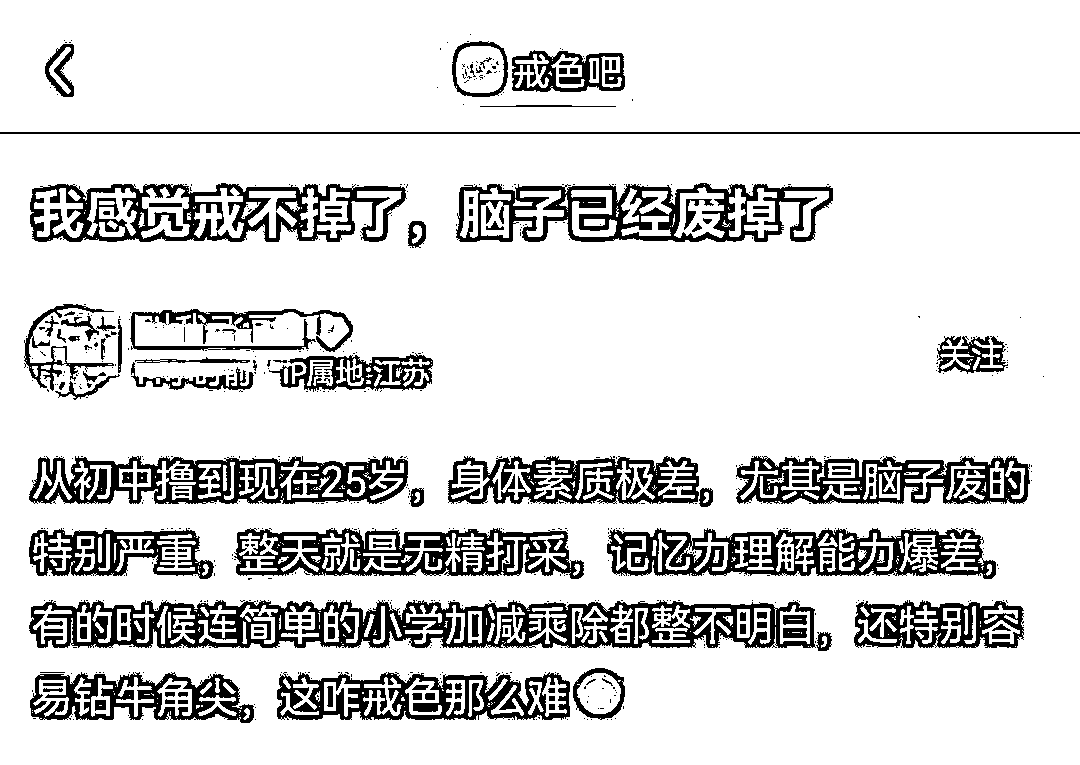 戒色吧
我感觉戒不掉了，脑子已经废掉了
IP属地:江苏
关注
从初中撸到现在25岁，身体素质极差，尤其是脑子废的
特别严重，整天就是无精打采，记忆力理解能力爆差，
有的时候连简单的小学加减乘除都整不明白，还特别容
易钻牛角尖，这咋戒色那么难